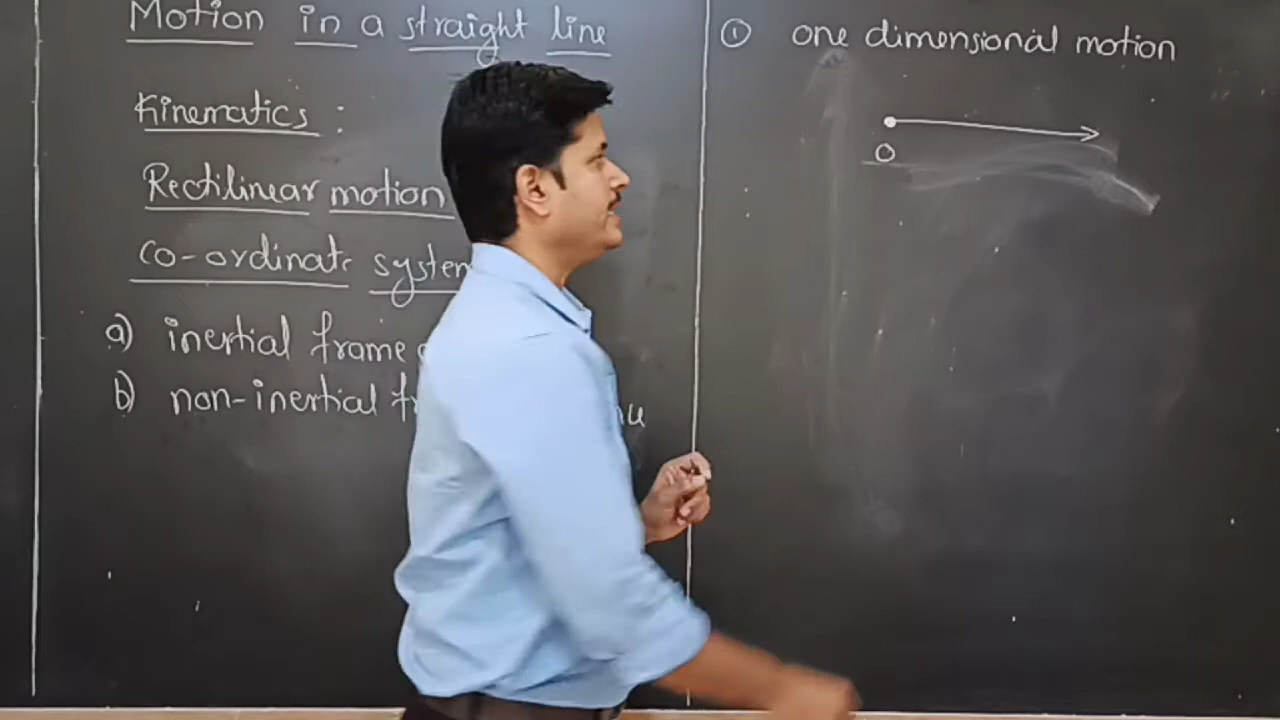 Motion in a straight line
Kinematics :
Rectilinear motion
co-ordinate system
a) inertial frame
b) non-inertial
① one dimensional motion
O